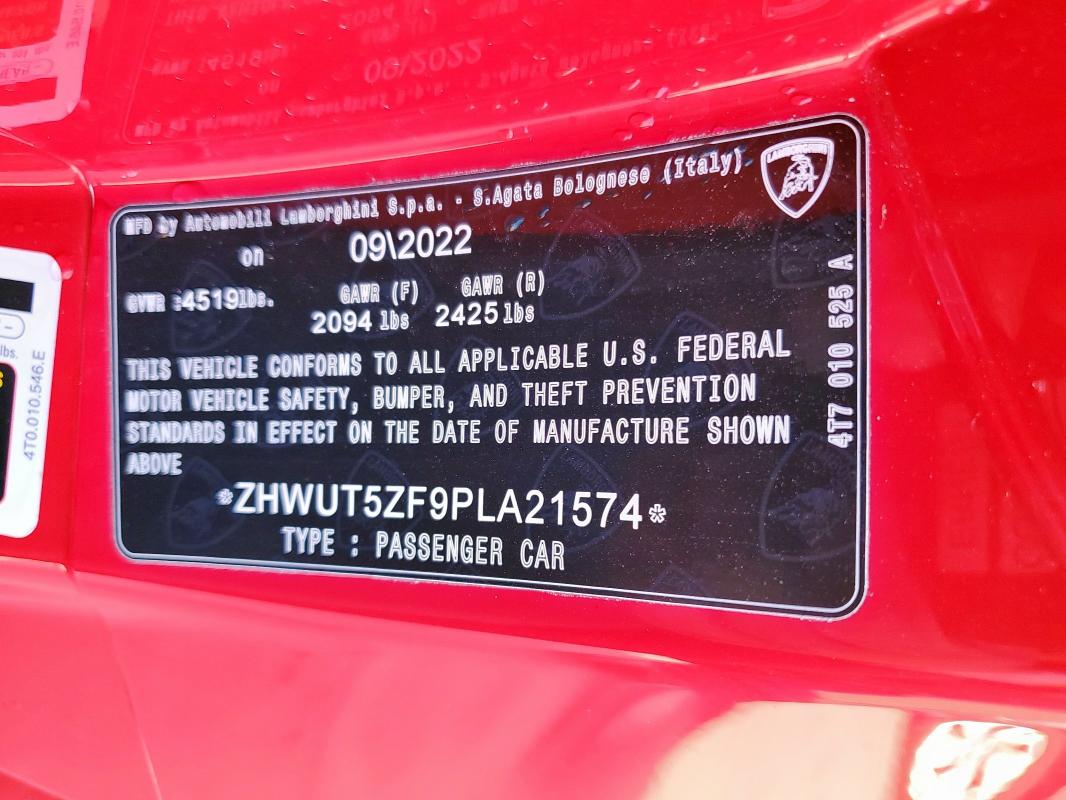 MFD by Automobili Lamborghini S.p.a. - S.Agata Bolognese (Italy)
LAMBORGHINI
on 09\2022
GVWR :4519lbs. GAWR (F) GAWR (R)
2094 lbs 2425 lbs
THIS VEHICLE CONFORMS TO ALL APPLICABLE U.S. FEDERAL
MOTOR VEHICLE SAFETY, BUMPER, AND THEFT PREVENTION
STANDARDS IN EFFECT ON THE DATE OF MANUFACTURE SHOWN
ABOVE
*ZHWUT5ZF9PLA21574*
TYPE : PASSENGER CAR
4T7 010 525 A
lbs.
4T0.010.546.E